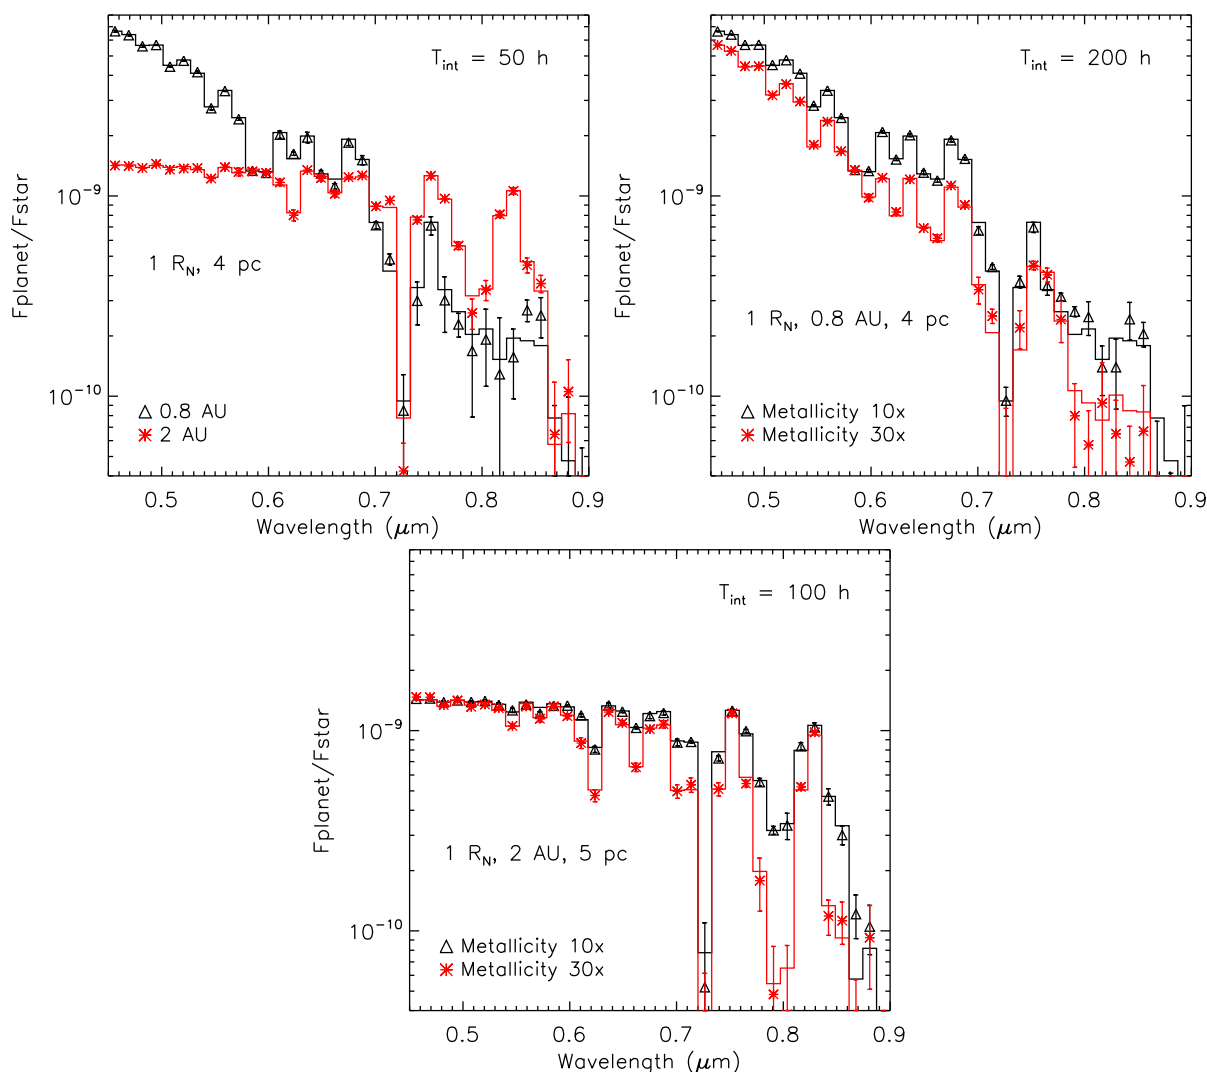 T_int = 50 h
Fplanet/Fstar
10^-9
1 R_N, 4 pc
10^-10
0.8 AU
2 AU
0.5 0.6 0.7 0.8 0.9
Wavelength (μm)
T_int = 200 h
Fplanet/Fstar
10^-9
1 R_N, 0.8 AU, 4 pc
10^-10
Metallicity 10x
Metallicity 30x
0.5 0.6 0.7 0.8 0.9
Wavelength (μm)
T_int = 100 h
Fplanet/Fstar
10^-9
1 R_N, 2 AU, 5 pc
10^-10
Metallicity 10x
Metallicity 30x
0.5 0.6 0.7 0.8 0.9
Wavelength (μm)